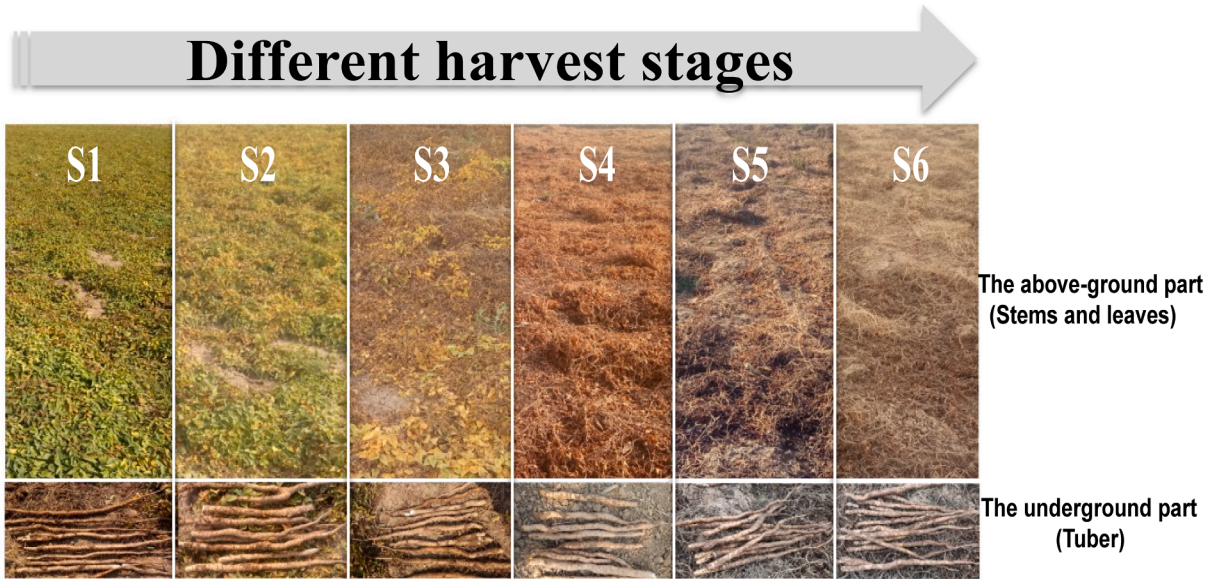 Different harvest stages
S1
S2
S3
S4
S5
S6
The above-ground part
(Stems and leaves)
The underground part
(Tuber)